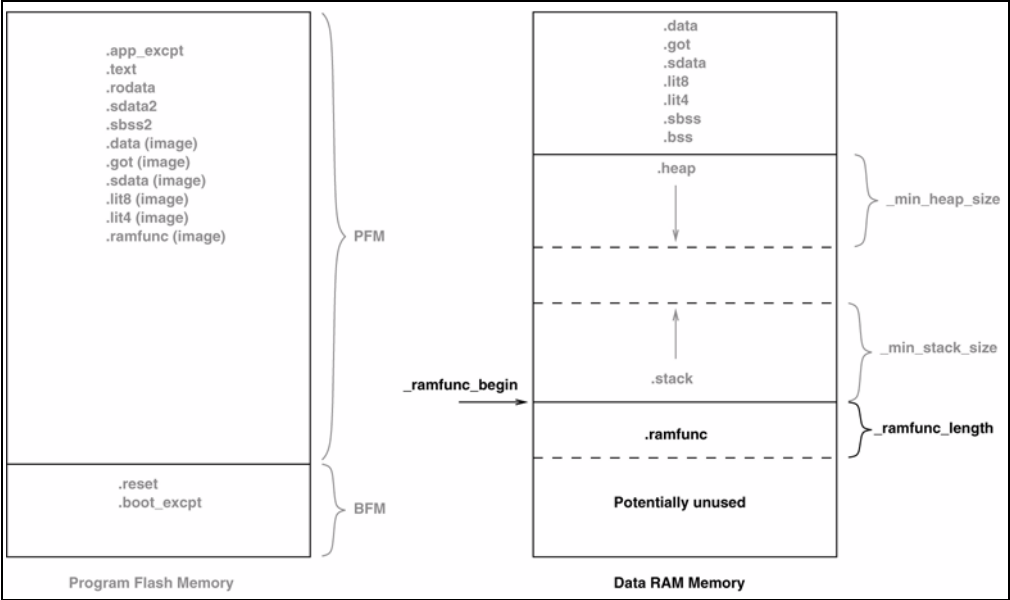 .app_excpt
.text
.rodata
.sdata2
.sbss2
.data (image)
.got (image)
.sdata (image)
.lit8 (image)
.lit4 (image)
.ramfunc (image)
PFM
.reset
.boot_excpt
BFM
Program Flash Memory
.data
.got
.sdata
.lit8
.lit4
.sbss
.bss
.heap
_min_heap_size
_min_stack_size
.stack
_ramfunc_begin
.ramfunc
_ramfunc_length
Potentially unused
Data RAM Memory